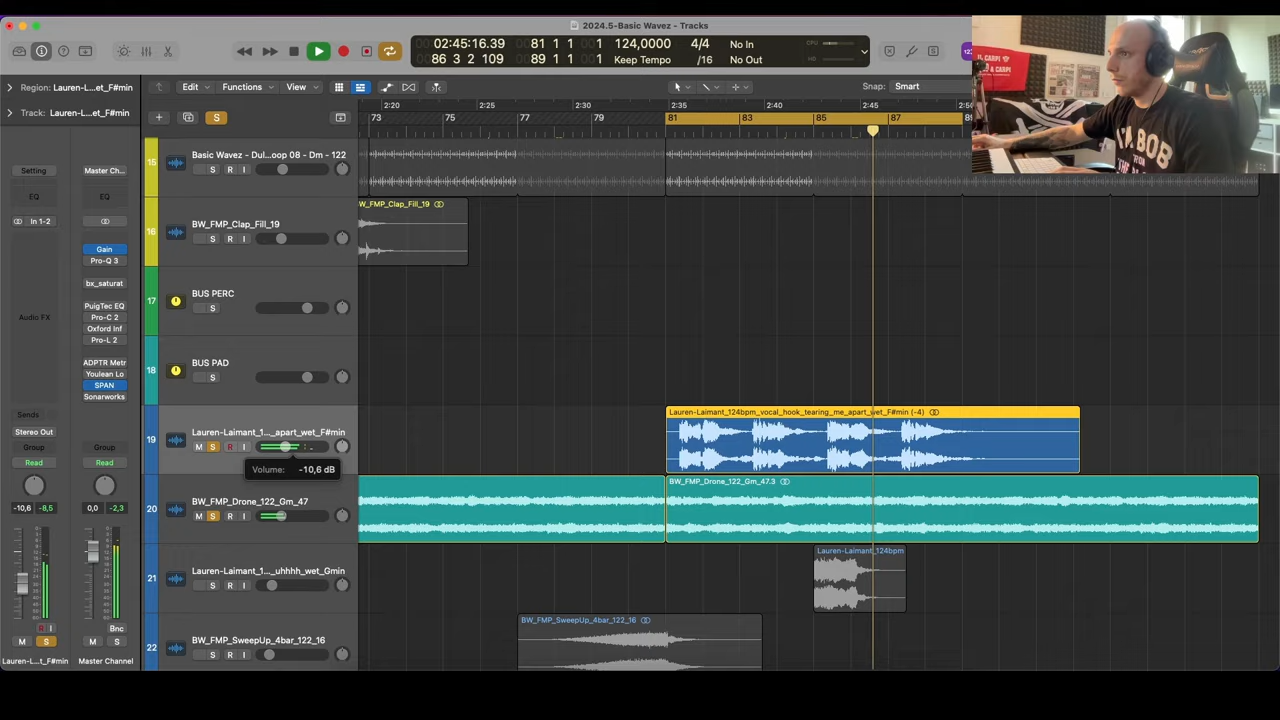 2024.5-Basic Wavez - Tracks
02:45:16.39
86 3 2 109
81 1 1 1
89 1 1 1
124,0000
Keep Tempo
4/4
/16
No In
No Out
CPU
HD
Region: Lauren-L...et_F#min
Track: Lauren-L...et_F#min
Edit
Functions
View
Snap: Smart
2:20
2:25
2:30
2:35
2:40
2:45
73
75
77
79
81
83
85
87
Setting
Master Ch...
EQ
EQ
In 1-2
Audio FX
Gain
Pro-Q 3
bx_saturat
PuigTec EQ
Pro-C 2
Oxford Inf
Pro-L 2
ADPTR Metr
Youlean Lo
SPAN
Sonarworks
Sends
Stereo Out
Group
Group
Read
Read
-10,6
-8,5
0,0
-2,3
R I
Bnc
M S
M S
Lauren-L...t_F#min
Master Channel
15
Basic Wavez - Dul...oop 08 - Dm - 122
S R I
16
BW_FMP_Clap_Fill_19
S R I
W_FMP_Clap_Fill_19
17
BUS PERC
S
18
BUS PAD
S
19
Lauren-Laimant_1..._apart_wet_F#min
M S R I
Volume: -10,6 dB
Lauren-Laimant_124bpm_vocal_hook_tearing_me_apart_wet_F#min (-4)
20
BW_FMP_Drone_122_Gm_47
M S R I
BW_FMP_Drone_122_Gm_47.3
21
Lauren-Laimant_1..._uhhhh_wet_Gmin
S R I
Lauren-Laimant_124bpm
22
BW_FMP_SweepUp_4bar_122_16
S R I
BW_FMP_SweepUp_4bar_122_16
I'M BOB